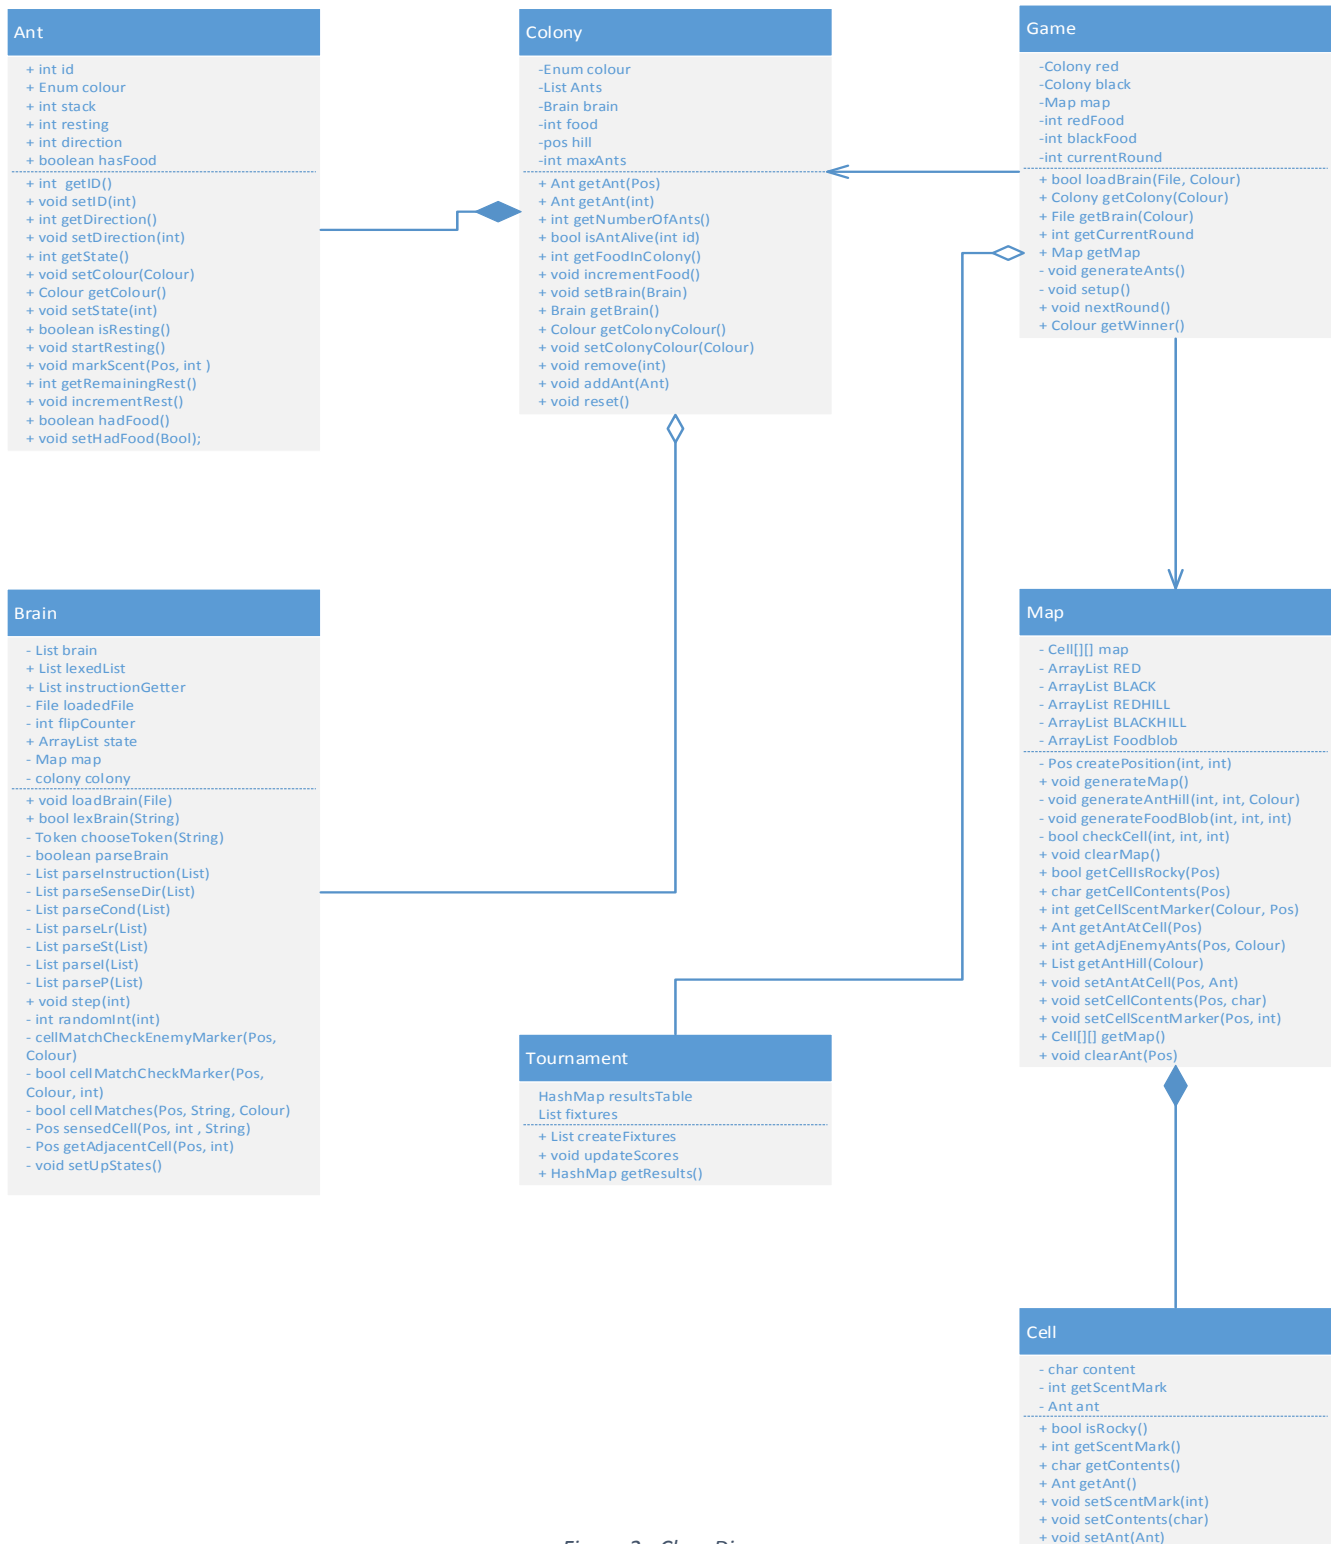 Ant
+ int id
+ Enum colour
+ int stack
+ int resting
+ int direction
+ boolean hasFood
+ int getID()
+ void setID(int)
+ int getDirection()
+ void setDirection(int)
+ int getState()
+ void setColour(Colour)
+ Colour getColour()
+ void setState(int)
+ boolean isResting()
+ void startResting()
+ void markScent(Pos, int )
+ int getRemainingRest()
+ void incrementRest()
+ boolean hadFood()
+ void setHadFood(Bool);
Colony
-Enum colour
-List Ants
-Brain brain
-int food
-pos hill
-int maxAnts
+ Ant getAnt(Pos)
+ Ant getAnt(int)
+ int getNumberOfAnts()
+ bool isAntAlive(int id)
+ int getFoodInColony()
+ void incrementFood()
+ void setBrain(Brain)
+ Brain getBrain()
+ Colour getColonyColour()
+ void setColonyColour(Colour)
+ void remove(int)
+ void addAnt(Ant)
+ void reset()
Game
-Colony red
-Colony black
-Map map
-int redFood
-int blackFood
-int currentRound
+ bool loadBrain(File, Colour)
+ Colony getColony(Colour)
+ File getBrain(Colour)
+ int getCurrentRound
+ Map getMap
- void generateAnts()
- void setup()
+ void nextRound()
+ Colour getWinner()
Brain
- List brain
+ List lexedList
+ List instructionGetter
- File loadedFile
- int flipCounter
+ ArrayList state
- Map map
- colony colony
+ void loadBrain(File)
+ bool lexBrain(String)
- Token chooseToken(String)
- boolean parseBrain
- List parseInstruction(List)
- List parseSenseDir(List)
- List parseCond(List)
- List parseLr(List)
- List parseSt(List)
- List parseI(List)
- List parseP(List)
+ void step(int)
- int randomInt(int)
- cellMatchCheckEnemyMarker(Pos,
Colour)
- bool cellMatchCheckMarker(Pos,
Colour, int)
- bool cellMatches(Pos, String, Colour)
- Pos sensedCell(Pos, int , String)
- Pos getAdjacentCell(Pos, int)
- void setUpStates()
Map
- Cell[][] map
- ArrayList RED
- ArrayList BLACK
- ArrayList REDHILL
- ArrayList BLACKHILL
- ArrayList Foodblob
- Pos createPosition(int, int)
+ void generateMap()
- void generateAntHill(int, int, Colour)
- void generateFoodBlob(int, int, int)
- bool checkCell(int, int, int)
+ void clearMap()
+ bool getCellIsRocky(Pos)
+ char getCellContents(Pos)
+ int getCellScentMarker(Colour, Pos)
+ Ant getAntAtCell(Pos)
+ int getAdjEnemyAnts(Pos, Colour)
+ List getAntHill(Colour)
+ void setAntAtCell(Pos, Ant)
+ void setCellContents(Pos, char)
+ void setCellScentMarker(Pos, int)
+ Cell[][] getMap()
+ void clearAnt(Pos)
Tournament
HashMap resultsTable
List fixtures
+ List createFixtures
+ void updateScores
+ HashMap getResults()
Cell
- char content
- int getScentMark
- Ant ant
+ bool isRocky()
+ int getScentMark()
+ char getContents()
+ Ant getAnt()
+ void setScentMark(int)
+ void setContents(char)
+ void setAnt(Ant)